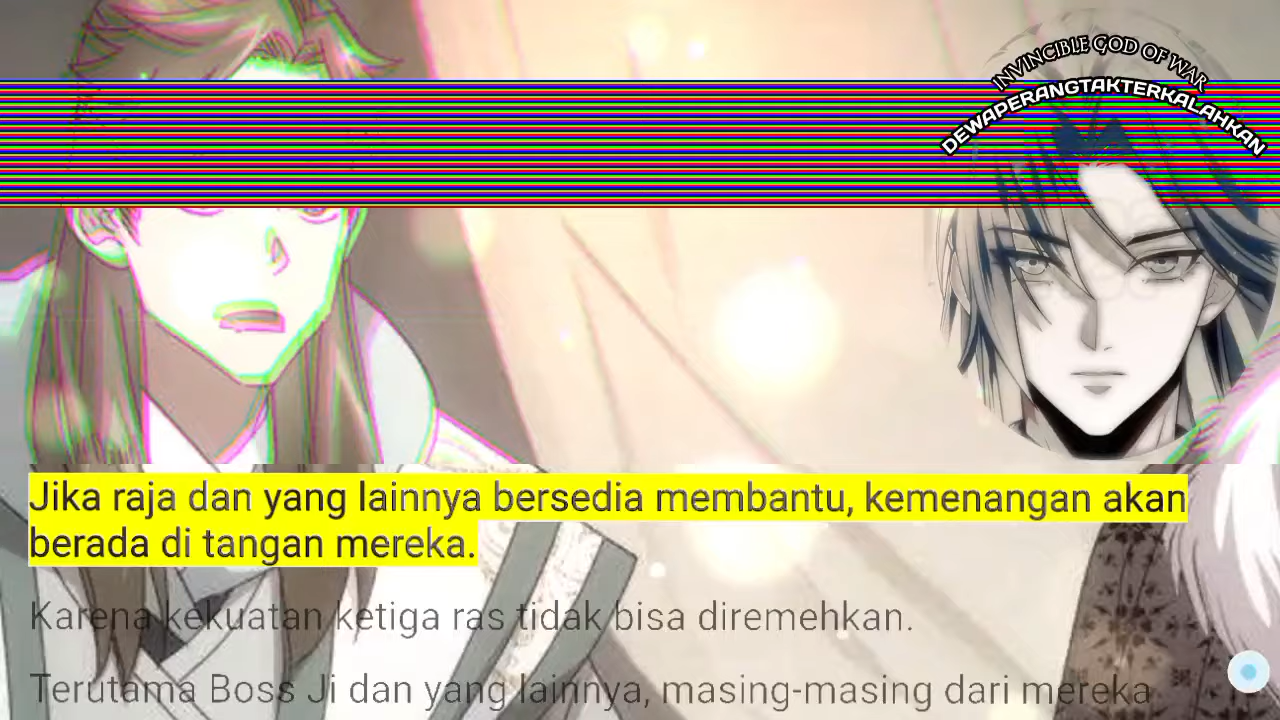 INVINCIBLE GOD OF WAR
DEWAPERANGTAKTERKALAHKAN
Jika raja dan yang lainnya bersedia membantu, kemenangan akan
berada di tangan mereka.
Karena kekuatan ketiga ras tidak bisa diremehkan.
Terutama Boss Ji dan yang lainnya, masing-masing dari mereka